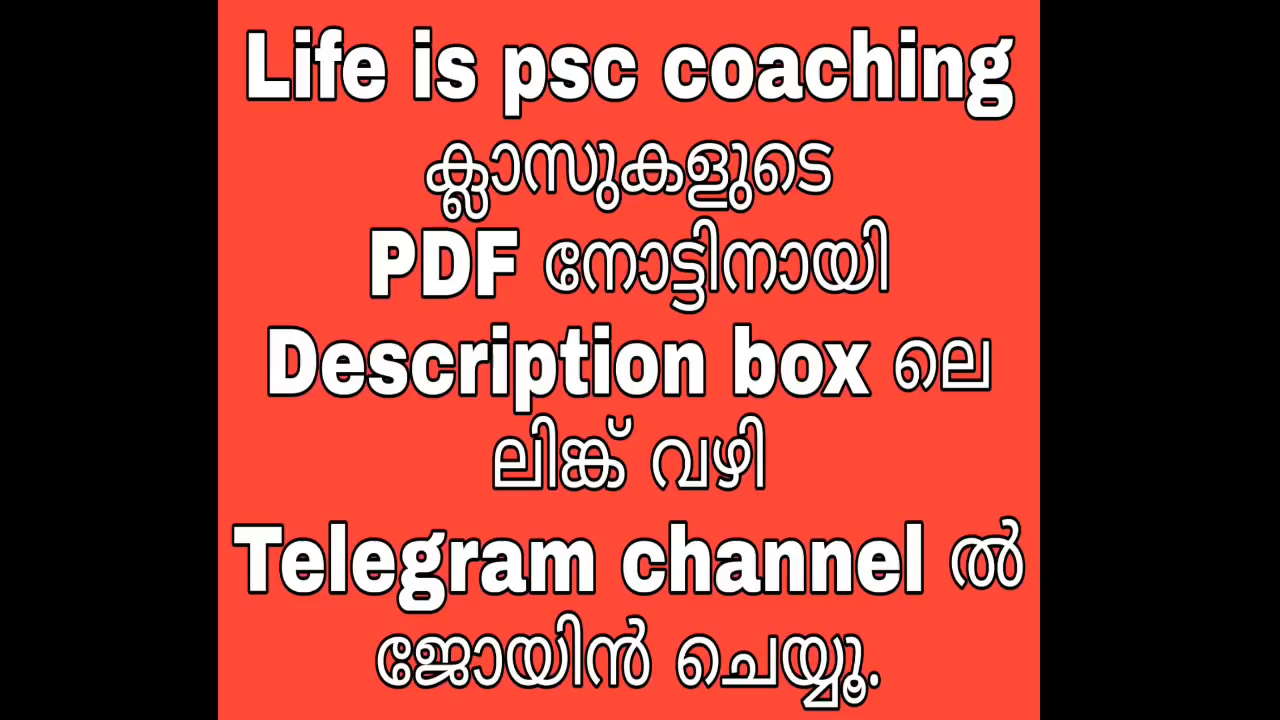 Life is psc coaching
ക്ലാസുകളുടെ
PDF നോട്ടിനായി
Description box ലെ
ലിങ്ക് വഴി
Telegram channel ൽ
ജോയിൻ ചെയ്യൂ.